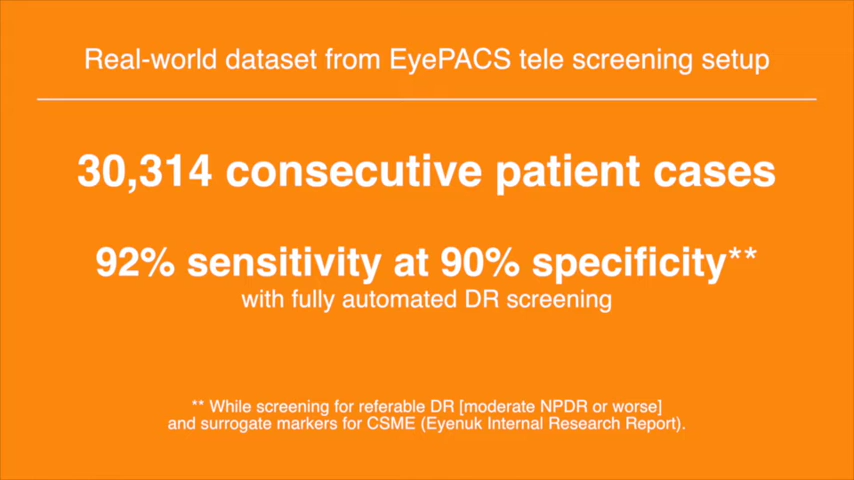 Real-world dataset from EyePACS tele screening setup
30,314 consecutive patient cases
92% sensitivity at 90% specificity**
with fully automated DR screening
** While screening for referable DR [moderate NPDR or worse]
and surrogate markers for CSME (Eyenuk Internal Research Report).